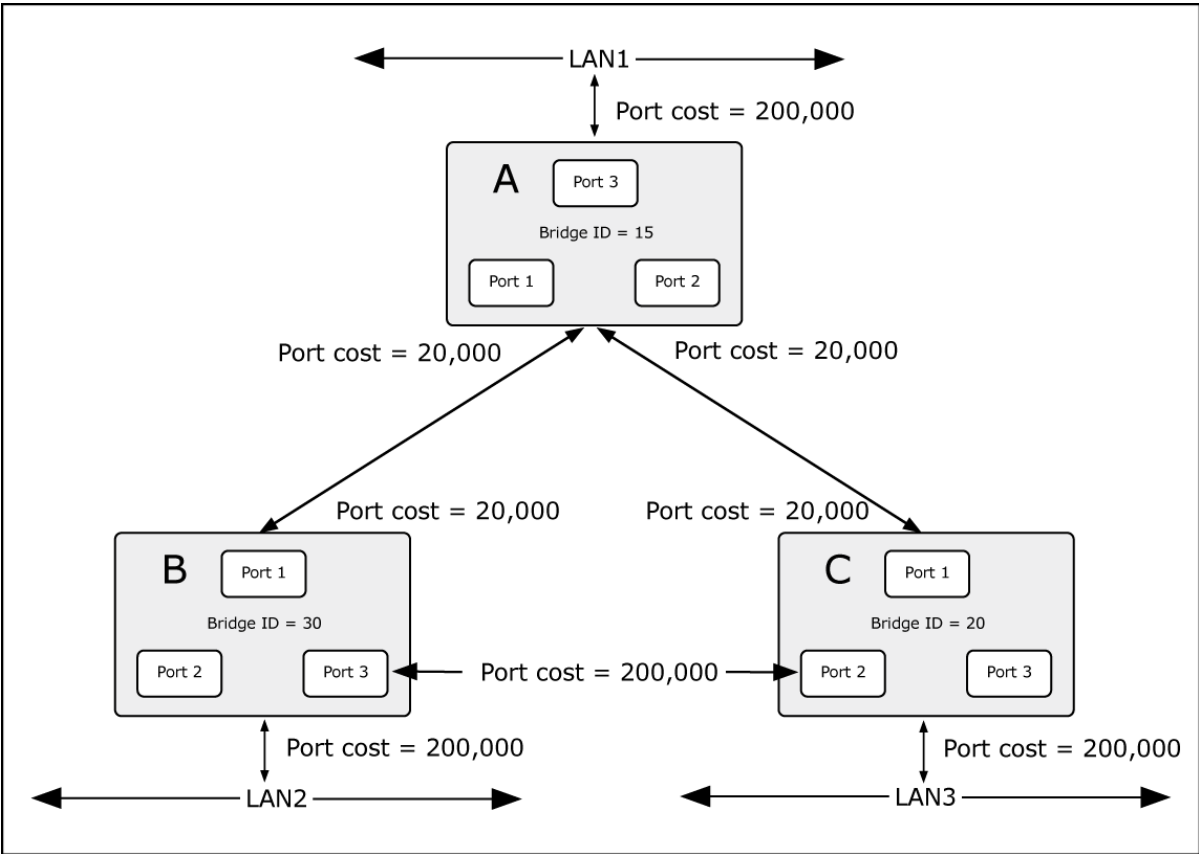 LAN1
Port cost = 200,000
A
Port 3
Bridge ID = 15
Port 1
Port 2
Port cost = 20,000
Port cost = 20,000
Port cost = 20,000
Port cost = 20,000
B
Port 1
C
Port 1
Bridge ID = 30
Bridge ID = 20
Port 2
Port 3
Port cost = 200,000
Port 2
Port 3
Port cost = 200,000
Port cost = 200,000
LAN2
LAN3